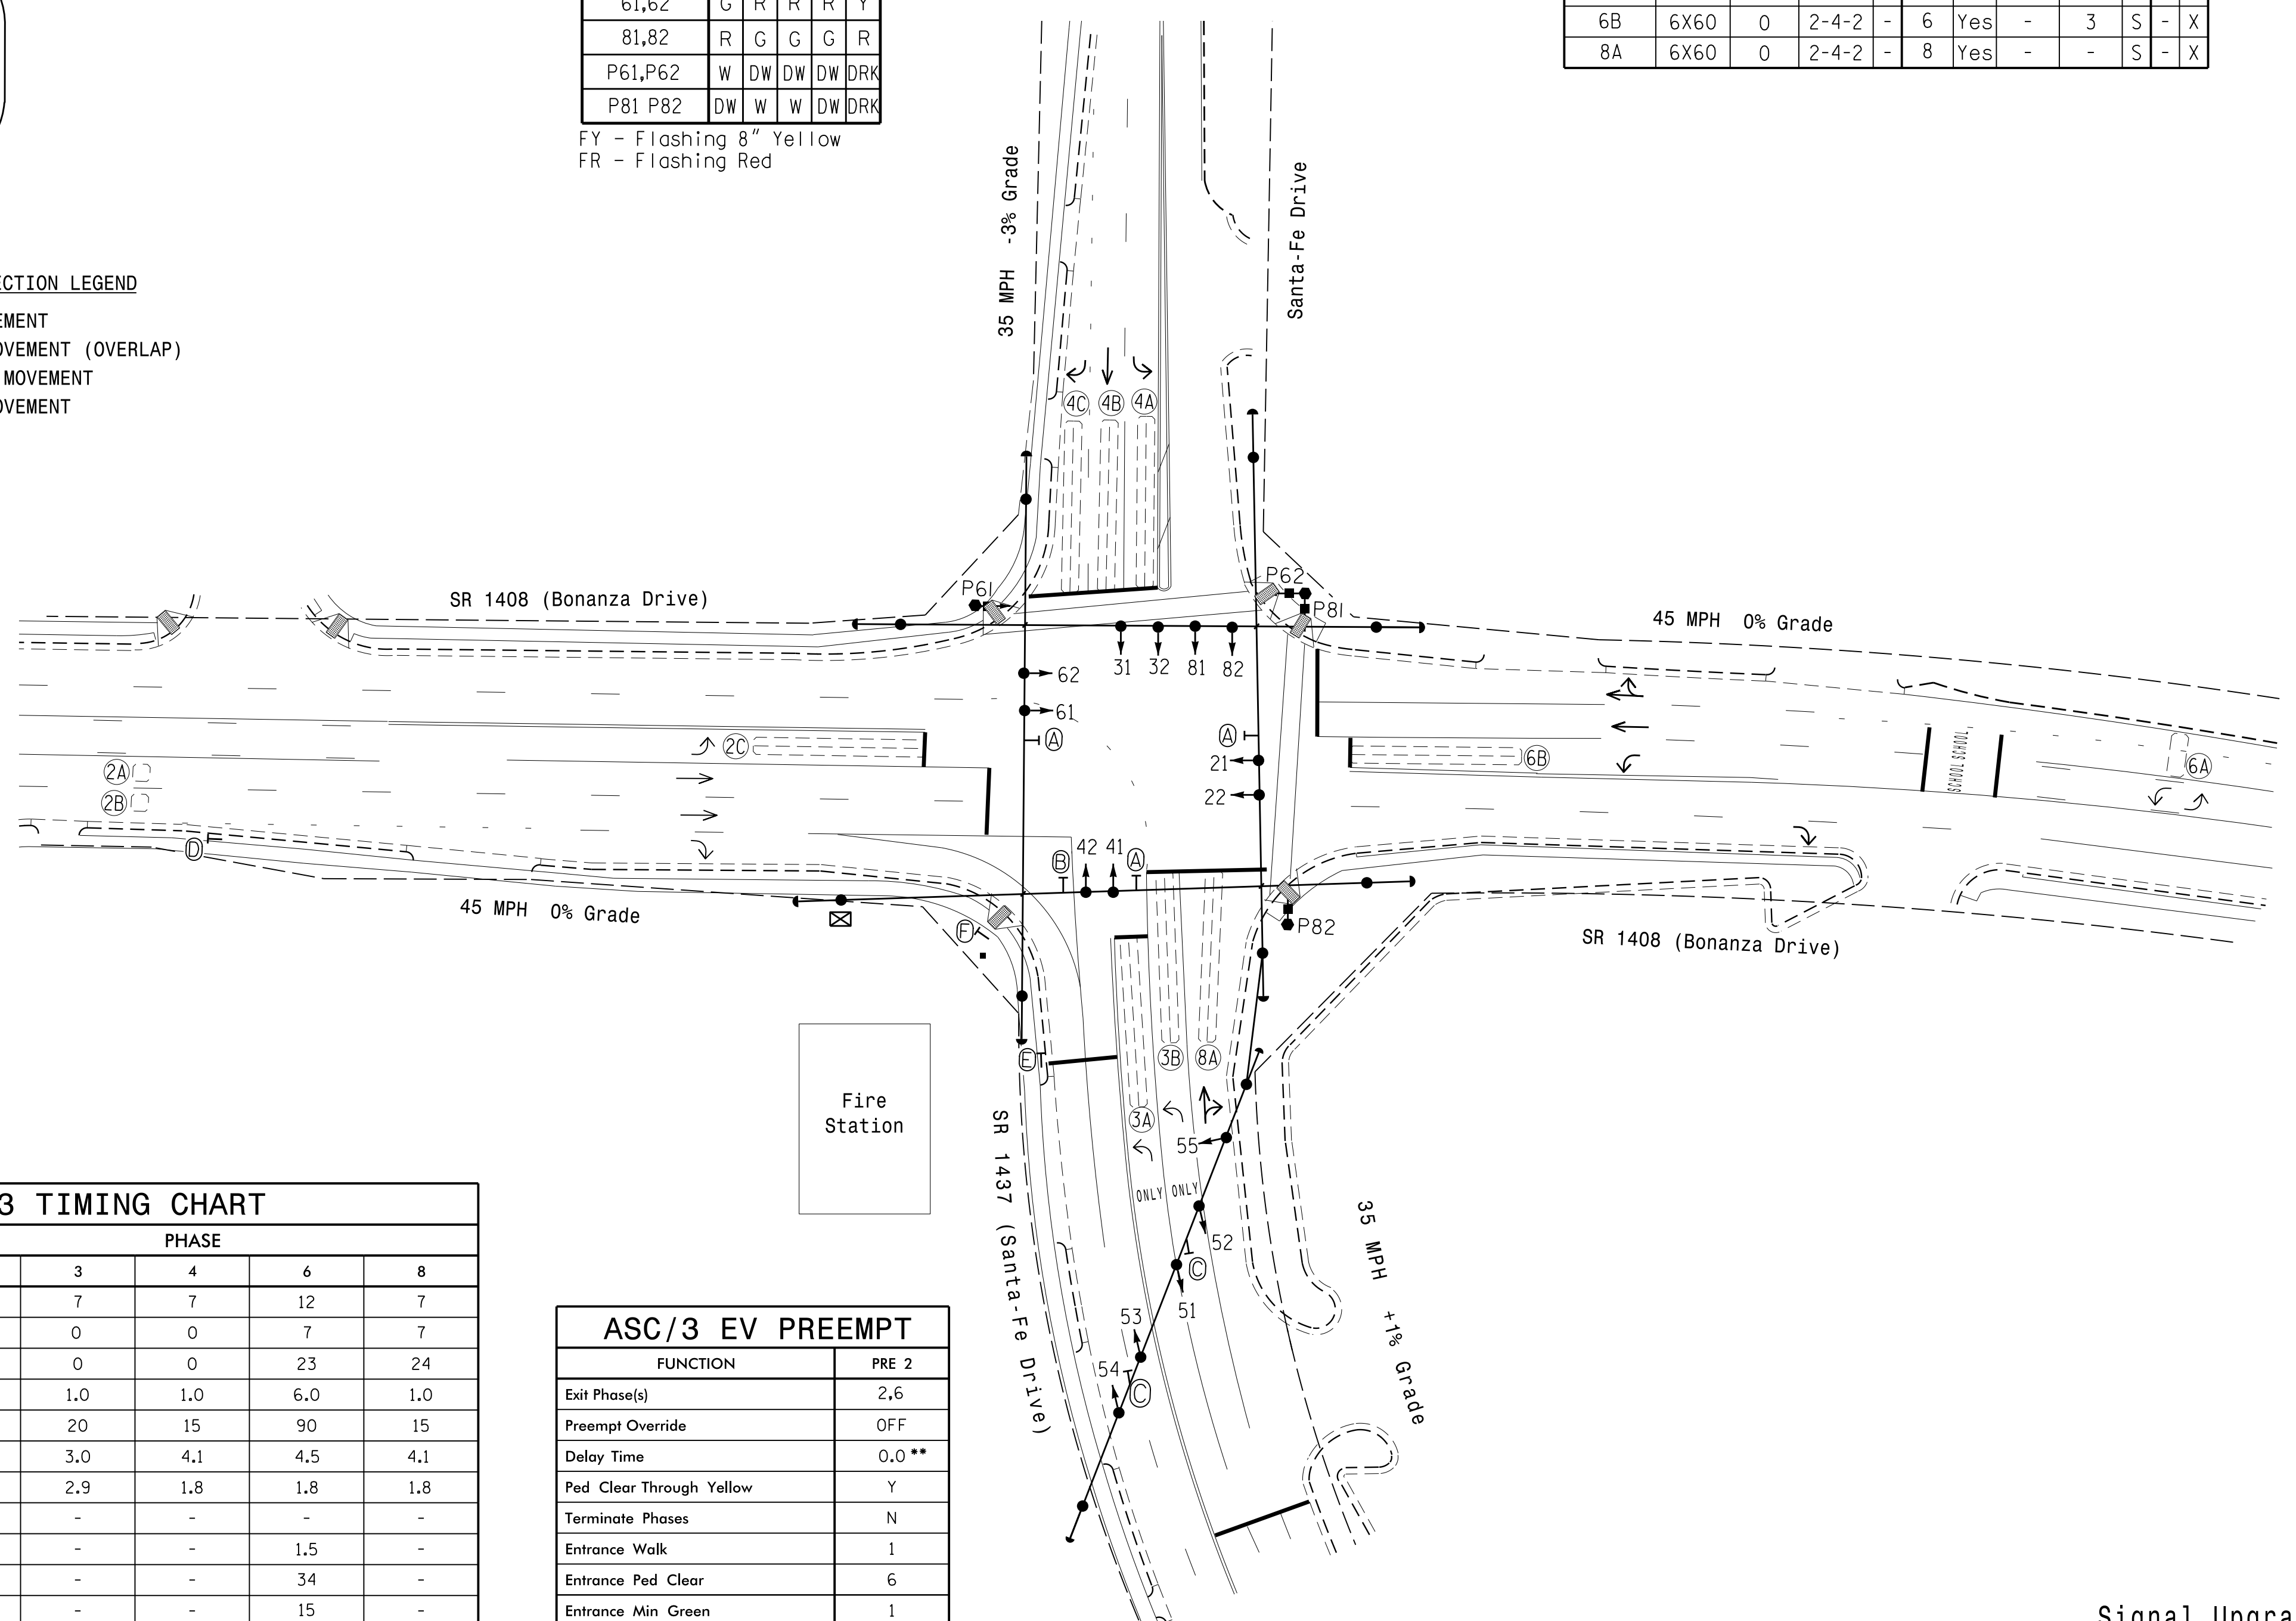 61,62 G R R R Y
81,82 R G G G R
P61,P62 W DW DW DW DRK
P81 P82 DW W W DW DRK
FY - Flashing 8" Yellow
FR - Flashing Red
6B 6X60 0 2-4-2 - 6 Yes - 3 S - X
8A 6X60 0 2-4-2 - 8 Yes - - S - X
ECTION LEGEND
EMENT
OVEMENT (OVERLAP)
MOVEMENT
OVEMENT
35 MPH -3% Grade
Santa-Fe Drive
4C 4B 4A
SR 1408 (Bonanza Drive)
P61
P62
P81
45 MPH 0% Grade
31 32 81 82
62
61
A
A
21
22
2C
2A
2B
6B
SCHOOL SCHOOL
6A
D
B 42 41 A
45 MPH 0% Grade
F
P82
SR 1408 (Bonanza Drive)
E
3B 8A
3A
Fire
Station
55
ONLY ONLY
SR 1437 (Santa-Fe Drive)
35 MPH +1% Grade
52
C
51
53
54
C
3 TIMING CHART
PHASE
3 4 6 8
7 7 12 7
0 0 7 7
0 0 23 24
1.0 1.0 6.0 1.0
20 15 90 15
3.0 4.1 4.5 4.1
2.9 1.8 1.8 1.8
- - - -
- - 1.5 -
- - 34 -
- - 15 -
ASC/3 EV PREEMPT
FUNCTION PRE 2
Exit Phase(s) 2,6
Preempt Override OFF
Delay Time 0.0 **
Ped Clear Through Yellow Y
Terminate Phases N
Entrance Walk 1
Entrance Ped Clear 6
Entrance Min Green 1
Signal Upgra